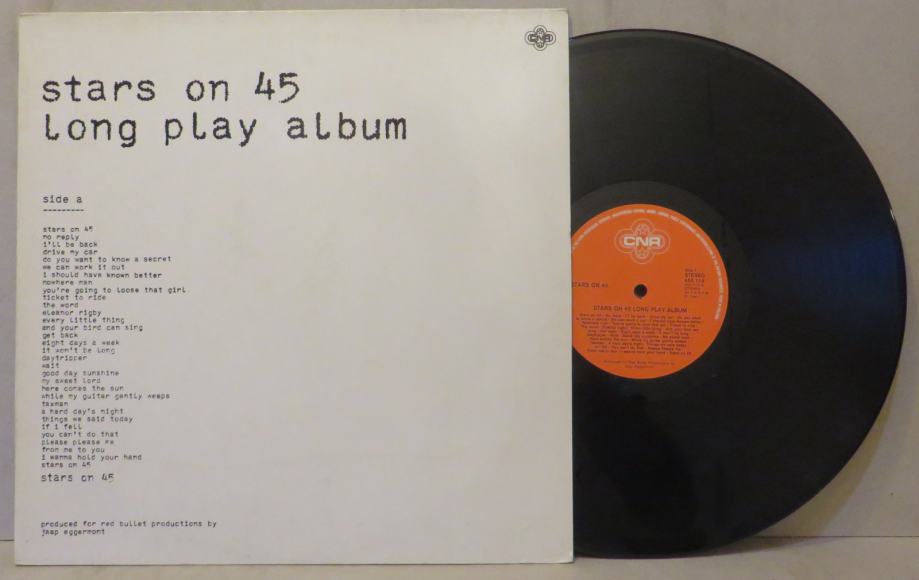 CNR
stars on 45
long play album
side a
---------
stars on 45
no reply
i'll be back
drive my car
do you want to know a secret
we can work it out
i should have known better
nowhere man
you're going to loose that girl
ticket to ride
the word
eleanor rigby
every little thing
and your bird can sing
get back
eight days a week
it won't be long
daytripper
wait
good day sunshine
my sweet lord
here comes the sun
while my guitar gently weeps
taxman
a hard day's night
things we said today
if i fell
you can't do that
please please me
from me to you
i wanna hold your hand
stars on 45
stars on 45
produced for red bullet productions by
jaap eggermont
CNR
Side 1
STEREO
STARS ON 45
STARS ON 45 LONG PLAY ALBUM